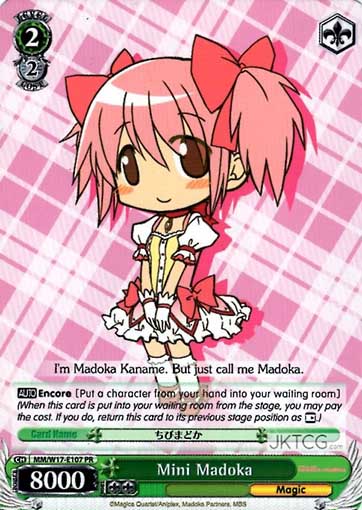 2
2
I'm Madoka Kaname. But just call me Madoka.
AUTO Encore [Put a character from your hand into your waiting room]
(When this card is put into your waiting room from the stage, you may pay
the cost. If you do, return this card to its previous stage position as
JKTCG.com
Card Name
ちびまどか
CH MM/W17-E107 PR
Mini Madoka
8000
Magic
©Magica Quartet/Aniplex, Madoka Partners, MBS